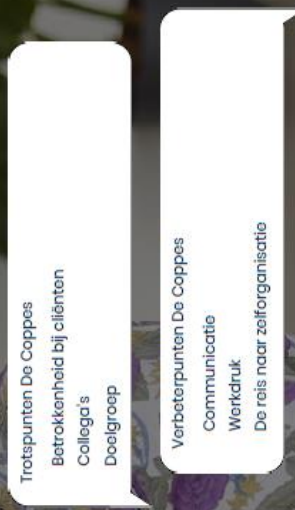 Trotspunten De Coppes
Betrokkenheid bij cliënten
Collega's
Doelgroep
Verbeterpunten De Coppes
Communicatie
Werkdruk
De reis naar zelforganisatie